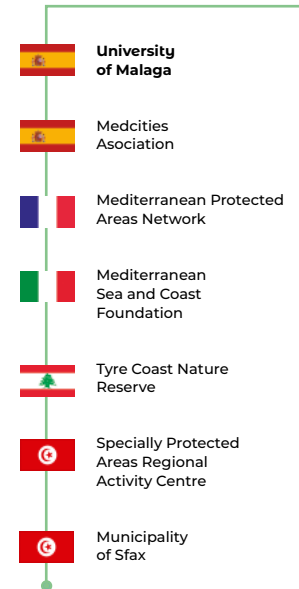 University
of Malaga
Medcities
Asociation
Mediterranean Protected
Areas Network
Mediterranean
Sea and Coast
Foundation
Tyre Coast Nature
Reserve
Specially Protected
Areas Regional
Activity Centre
Municipality
of Sfax